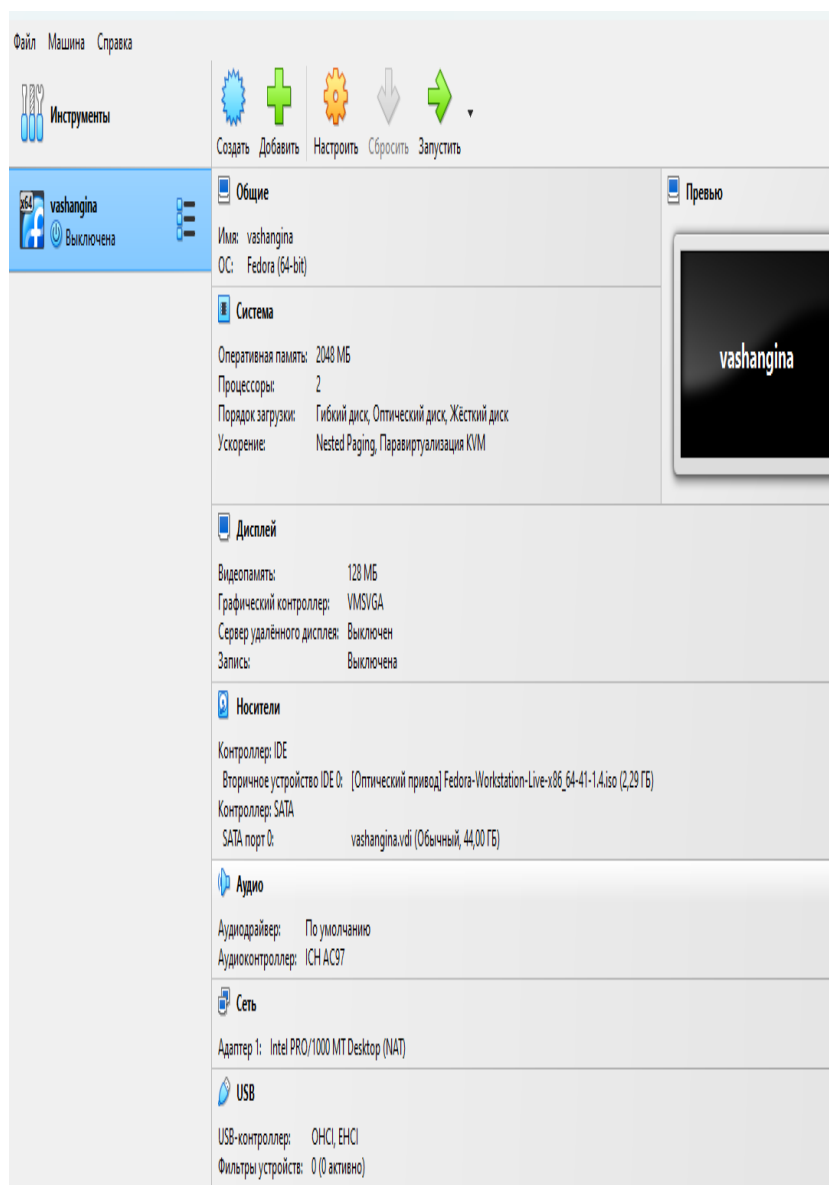 Файл Машина Справка
Инструменты
Создать Добавить Настроить Сбросить Запустить
x64
vashangina
Выключена
Общие
Имя: vashangina
ОС: Fedora (64-bit)
Превью
vashangina
Система
Оперативная память: 2048 МБ
Процессоры: 2
Порядок загрузки: Гибкий диск, Оптический диск, Жёсткий диск
Ускорение: Nested Paging, Паравиртуализация KVM
Дисплей
Видеопамять: 128 МБ
Графический контроллер: VMSVGA
Сервер удалённого дисплея: Выключен
Запись: Выключена
Носители
Контроллер: IDE
Вторичное устройство IDE 0: [Оптический привод] Fedora-Workstation-Live-x86_64-41-1.4.iso (2,29 ГБ)
Контроллер: SATA
SATA порт 0: vashangina.vdi (Обычный, 44,00 ГБ)
Аудио
Аудиодрайвер: По умолчанию
Аудиоконтроллер: ICH AC97
Сеть
Адаптер 1: Intel PRO/1000 MT Desktop (NAT)
USB
USB-контроллер: OHCI, EHCI
Фильтры устройств: 0 (0 активно)